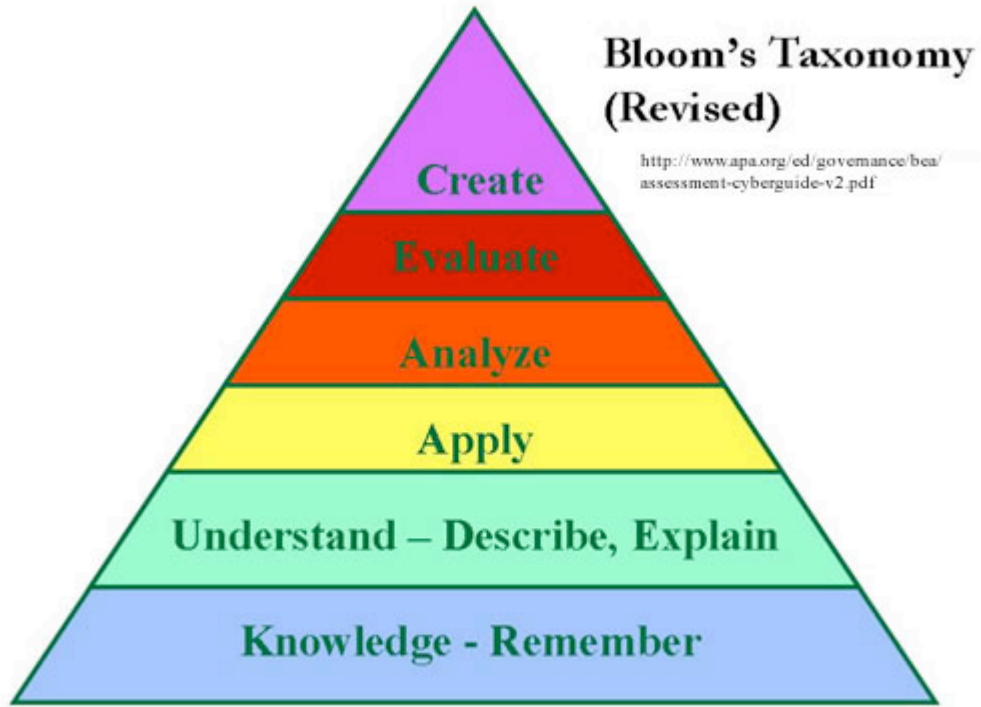 Bloom's Taxonomy
(Revised)
http://www.apa.org/ed/governance/bea/
assessment-cyberguide-v2.pdf
Create
Evaluate
Analyze
Apply
Understand – Describe, Explain
Knowledge - Remember